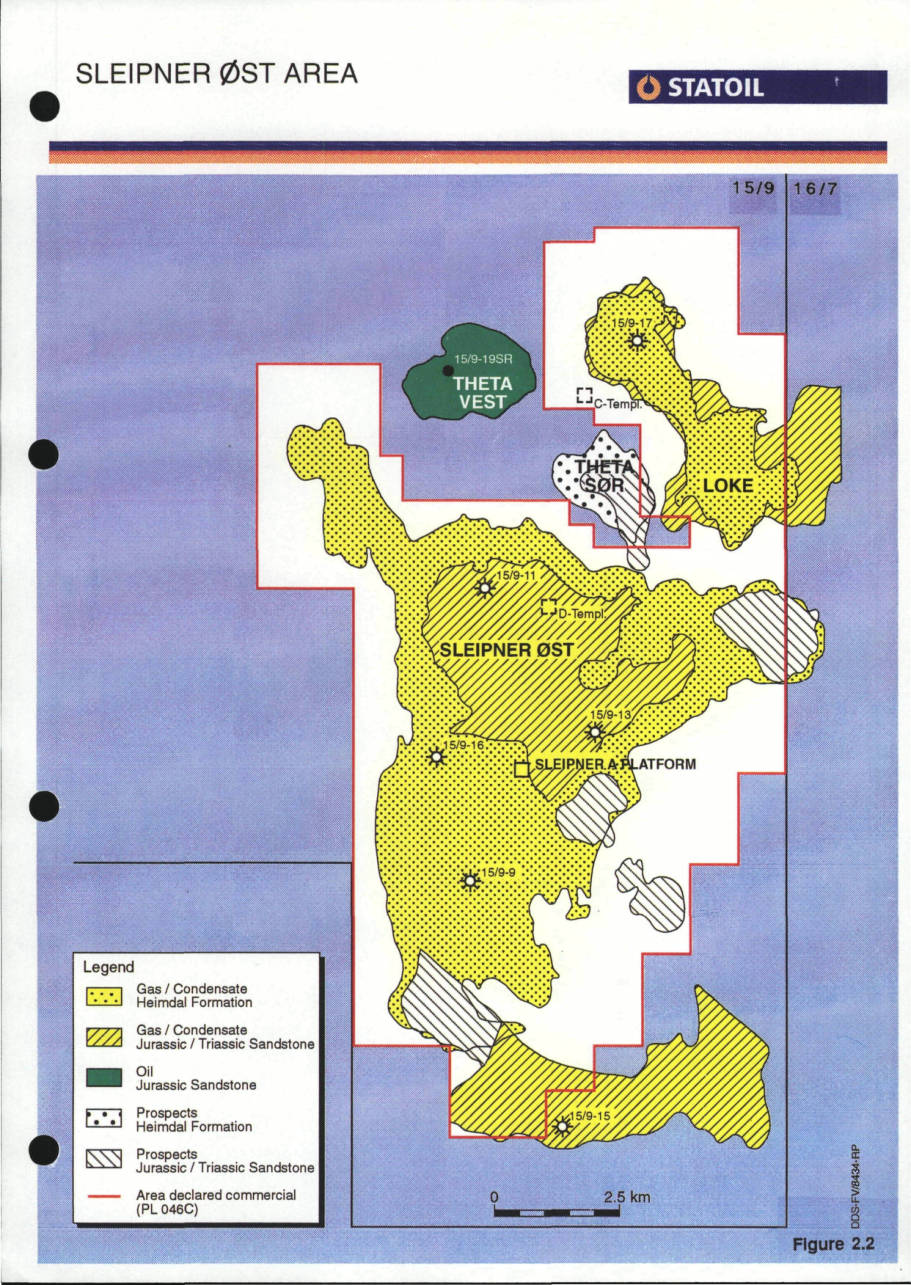 SLEIPNER ØST AREA
STATOIL
15/9 16/7
15/9-17
15/9-19SR
THETA
VEST
C-Templ.
THETA
SØR
LOKE
15/9-11
D-Templ.
SLEIPNER ØST
15/9-13
15/9-16
SLEIPNER A PLATFORM
15/9-9
Legend
Gas / Condensate
Heimdal Formation
Gas / Condensate
Jurassic / Triassic Sandstone
Oil
Jurassic Sandstone
Prospects
Heimdal Formation
Prospects
Jurassic / Triassic Sandstone
Area declared commercial
(PL 046C)
15/9-15
0 2.5 km
DDS-FV/8434-RP
Figure 2.2